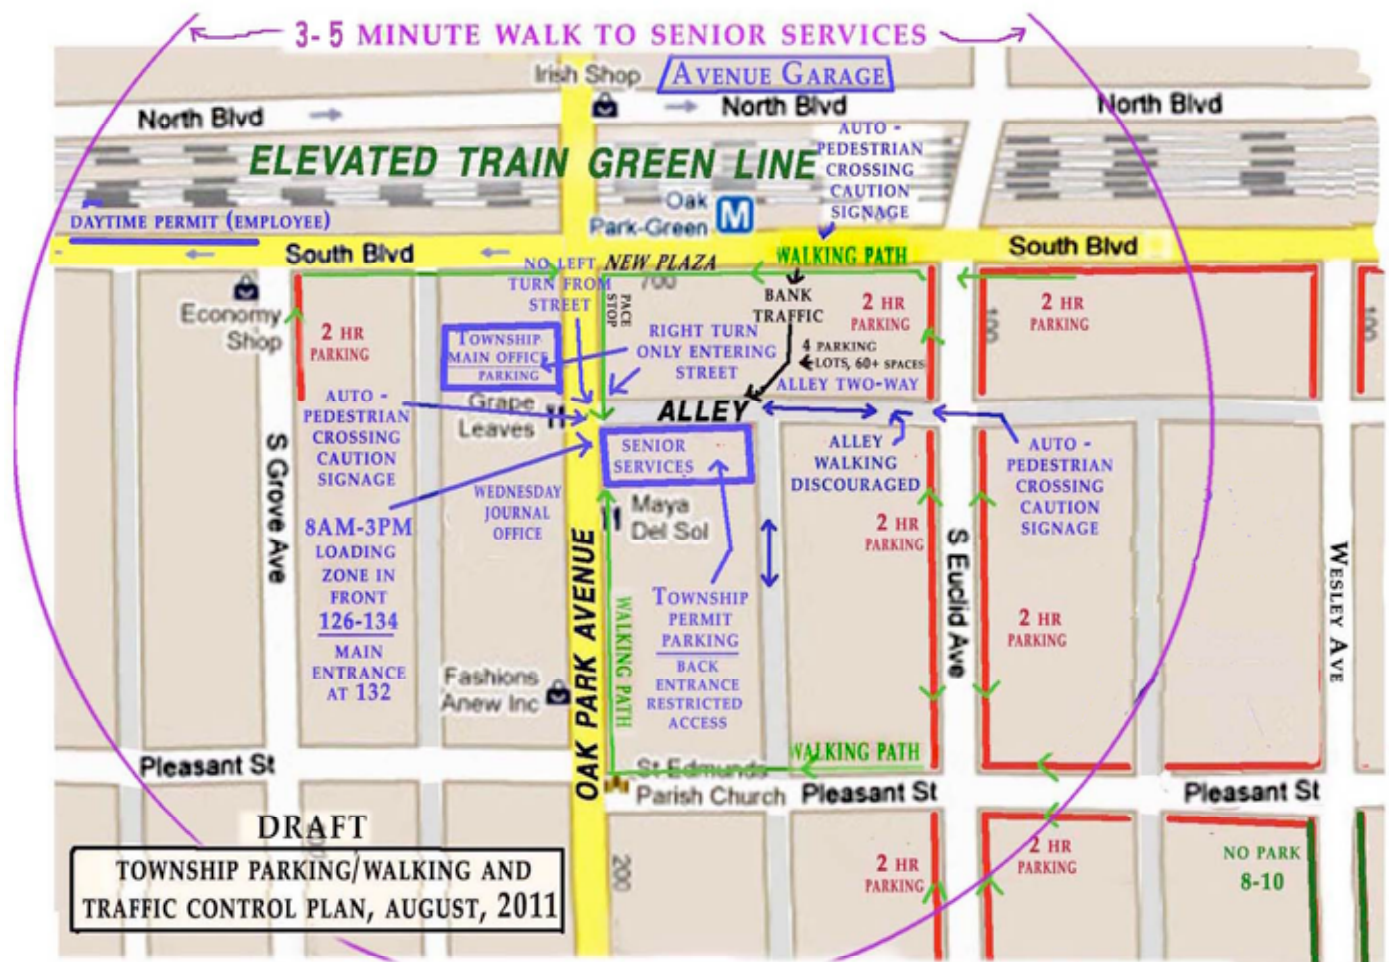 3-5 MINUTE WALK TO SENIOR SERVICES
Irish Shop
AVENUE GARAGE
North Blvd
North Blvd
North Blvd
AUTO -
PEDESTRIAN
CROSSING
CAUTION
SIGNAGE
ELEVATED TRAIN GREEN LINE
Oak
Park-Green
M
DAYTIME PERMIT (EMPLOYEE)
South Blvd
South Blvd
WALKING PATH
NEW PLAZA
700
NO LEFT
TURN FROM
STREET
PACE
STOP
BANK
TRAFFIC
Economy
Shop
2 HR
PARKING
2 HR
PARKING
2 HR
PARKING
100
100
TOWNSHIP
MAIN OFFICE
PARKING
RIGHT TURN
ONLY ENTERING
STREET
4 PARKING
LOTS, 60+ SPACES
ALLEY TWO-WAY
Grape
Leaves
ALLEY
AUTO -
PEDESTRIAN
CROSSING
CAUTION
SIGNAGE
SENIOR
SERVICES
ALLEY
WALKING
DISCOURAGED
AUTO -
PEDESTRIAN
CROSSING
CAUTION
SIGNAGE
S Grove Ave
WEDNESDAY
JOURNAL
OFFICE
Maya
Del Sol
2 HR
PARKING
8AM-3PM
LOADING
ZONE IN
FRONT
126-134
MAIN
ENTRANCE
AT 132
OAK PARK AVENUE
WALKING PATH
TOWNSHIP
PERMIT
PARKING
BACK
ENTRANCE
RESTRICTED
ACCESS
S Euclid Ave
2 HR
PARKING
WESLEY AVE
Fashions
Anew Inc
WALKING PATH
Pleasant St
St Edmunds
Parish Church
Pleasant St
Pleasant St
DRAFT
TOWNSHIP PARKING/WALKING AND
TRAFFIC CONTROL PLAN, AUGUST, 2011
200
2 HR
PARKING
2 HR
PARKING
NO PARK
8-10